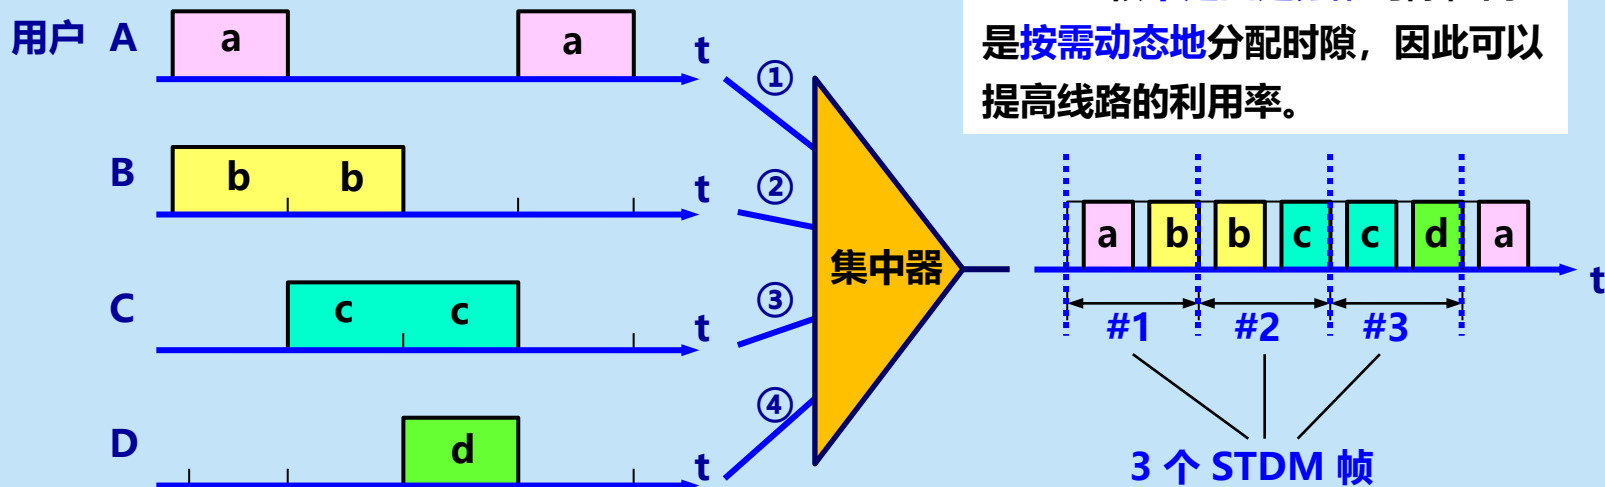 是按需动态地分配时隙，因此可以
提高线路的利用率。
用户 A a a t
B b b t
C c c t
D d t
① ② ③ ④
集中器
a b b c c d a t
#1 #2 #3
3 个 STDM 帧